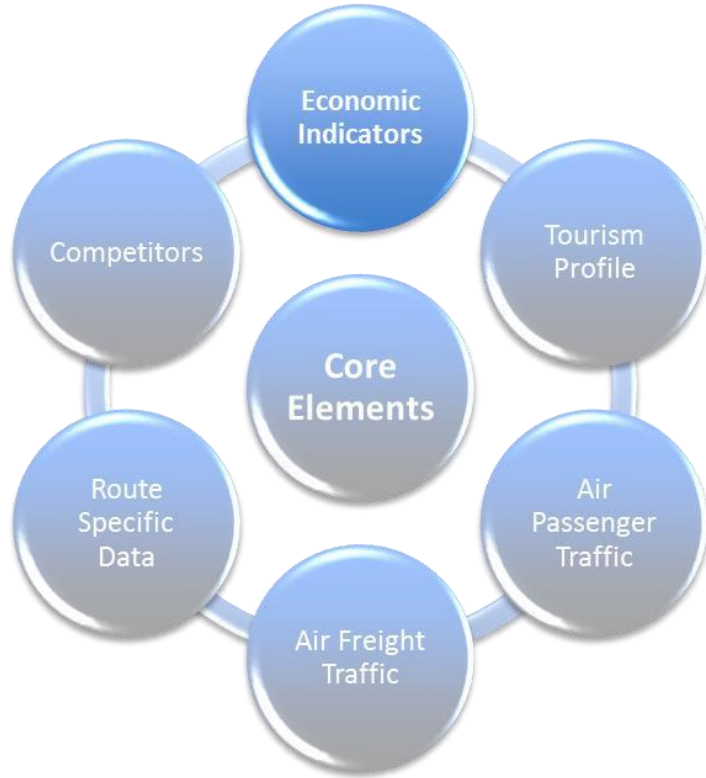 Economic
Indicators
Tourism
Profile
Air
Passenger
Traffic
Air Freight
Traffic
Route
Specific
Data
Competitors
Core
Elements